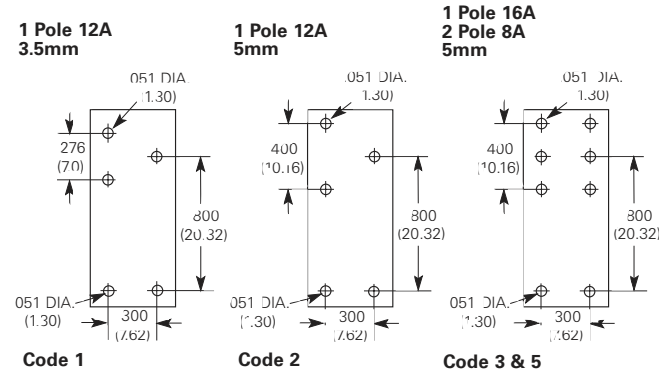 1 Pole 12A
3.5mm
.051 DIA.
(1.30)
276
(7.0)
800
(20.32)
.051 DIA.
(1.30)
300
(7.62)
Code 1
1 Pole 12A
5mm
.051 DIA.
(1.30)
400
(10.16)
800
(20.32)
.051 DIA.
(1.30)
300
(7.62)
Code 2
1 Pole 16A
2 Pole 8A
5mm
.051 DIA.
(1.30)
400
(10.16)
800
(20.32)
.051 DIA.
(1.30)
300
(7.62)
Code 3 & 5